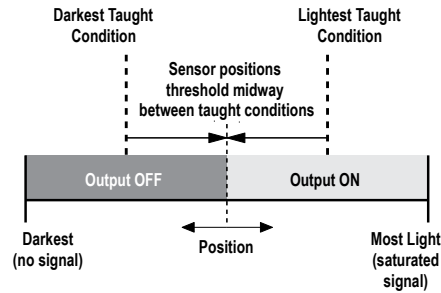 Darkest Taught
Condition
Lightest Taught
Condition
Sensor positions
threshold midway
between taught conditions
Output OFF
Output ON
Darkest
(no signal)
Position
Most Light
(saturated
signal)